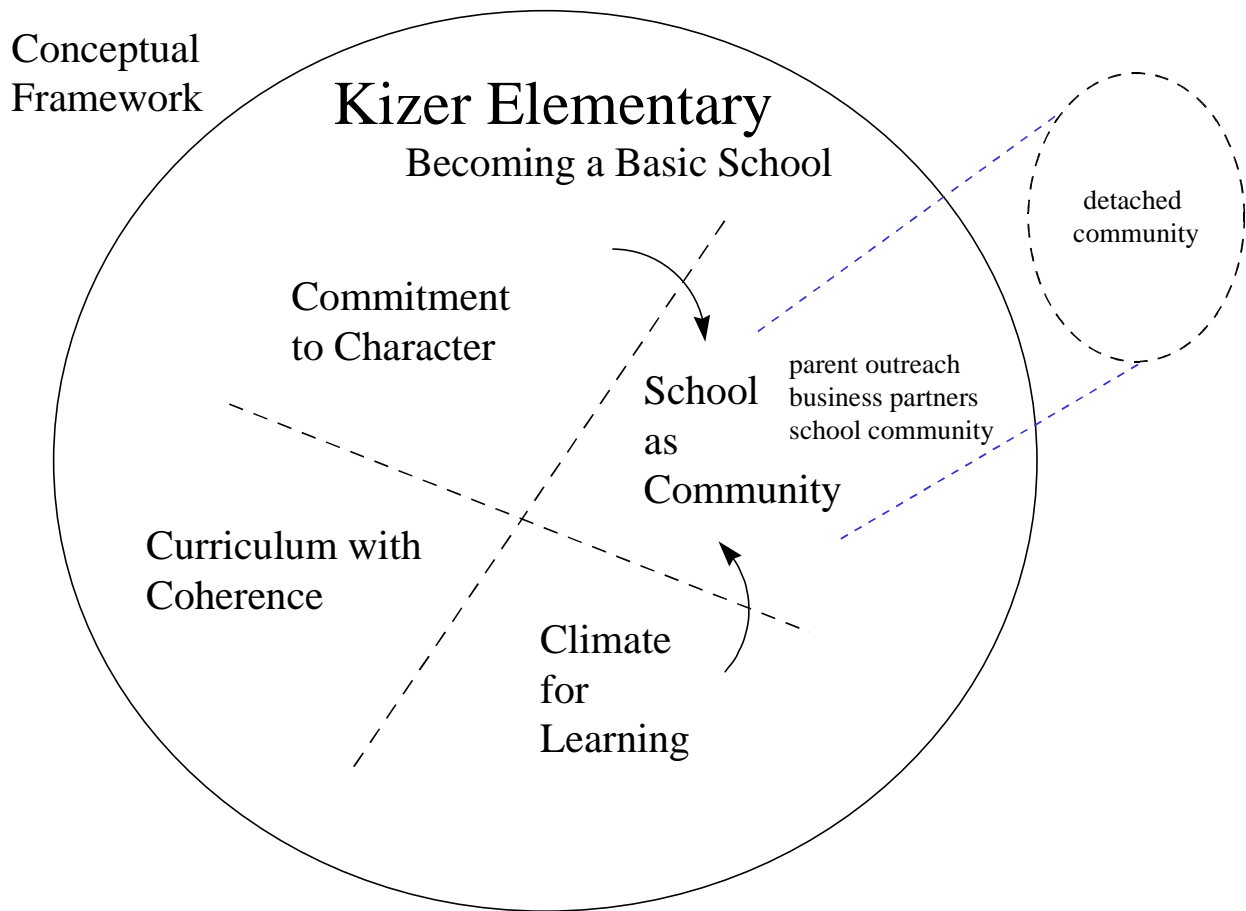 Conceptual
Framework
Kizer Elementary
Becoming a Basic School
detached
community
Commitment
to Character
School
as
Community
parent outreach
business partners
school community
Curriculum with
Coherence
Climate
for
Learning